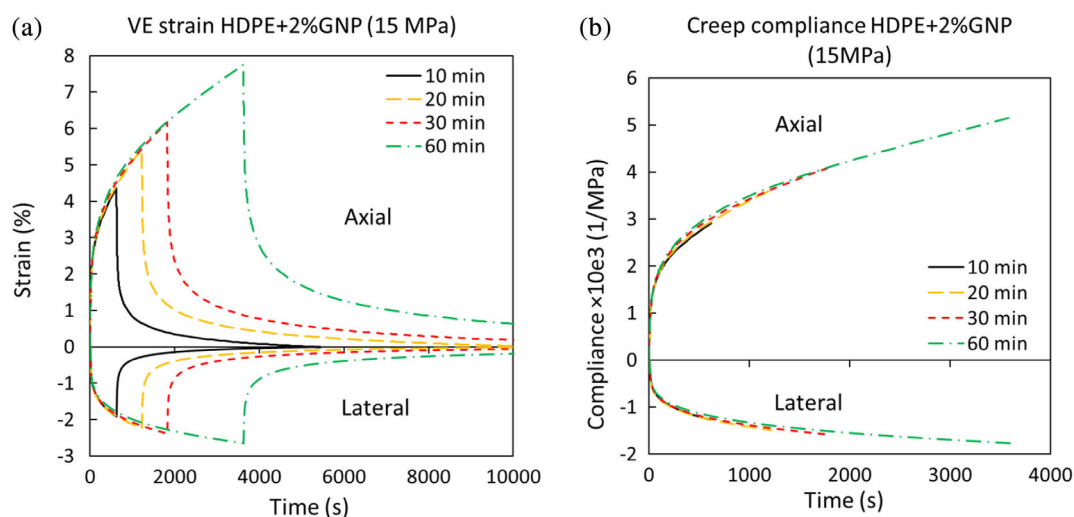 (a)
VE strain HDPE+2%GNP (15 MPa)
8
7
6
5
4
3
2
1
0
-1
-2
-3
Strain (%)
10 min
20 min
30 min
60 min
Axial
Lateral
0
2000
4000
6000
8000
10000
Time (s)
(b)
Creep compliance HDPE+2%GNP
(15MPa)
6
5
4
3
2
1
0
-1
-2
Compliance ×10e3 (1/MPa)
Axial
10 min
20 min
30 min
60 min
Lateral
0
1000
2000
3000
4000
Time (s)